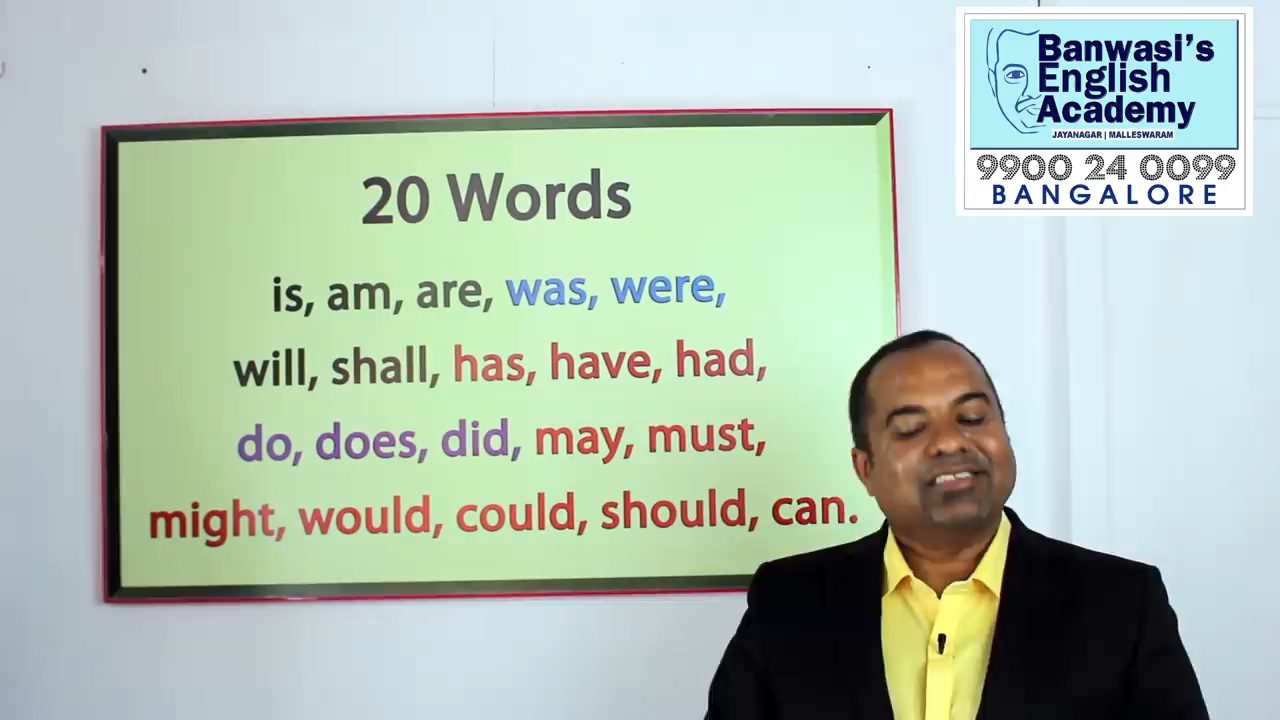 20 Words
is, am, are, was, were,
will, shall, has, have, had,
do, does, did, may, must,
might, would, could, should, can.
Banwasi's
English
Academy
JAYANAGAR | MALLESWARAM
9900 24 0099
BANGALORE